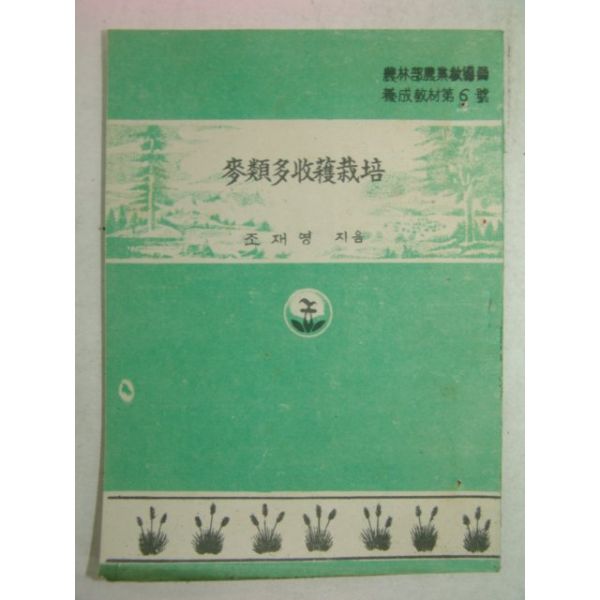 農林部農業敎導員
養成敎材第6號
麥類多收穫栽培
조재영 지음